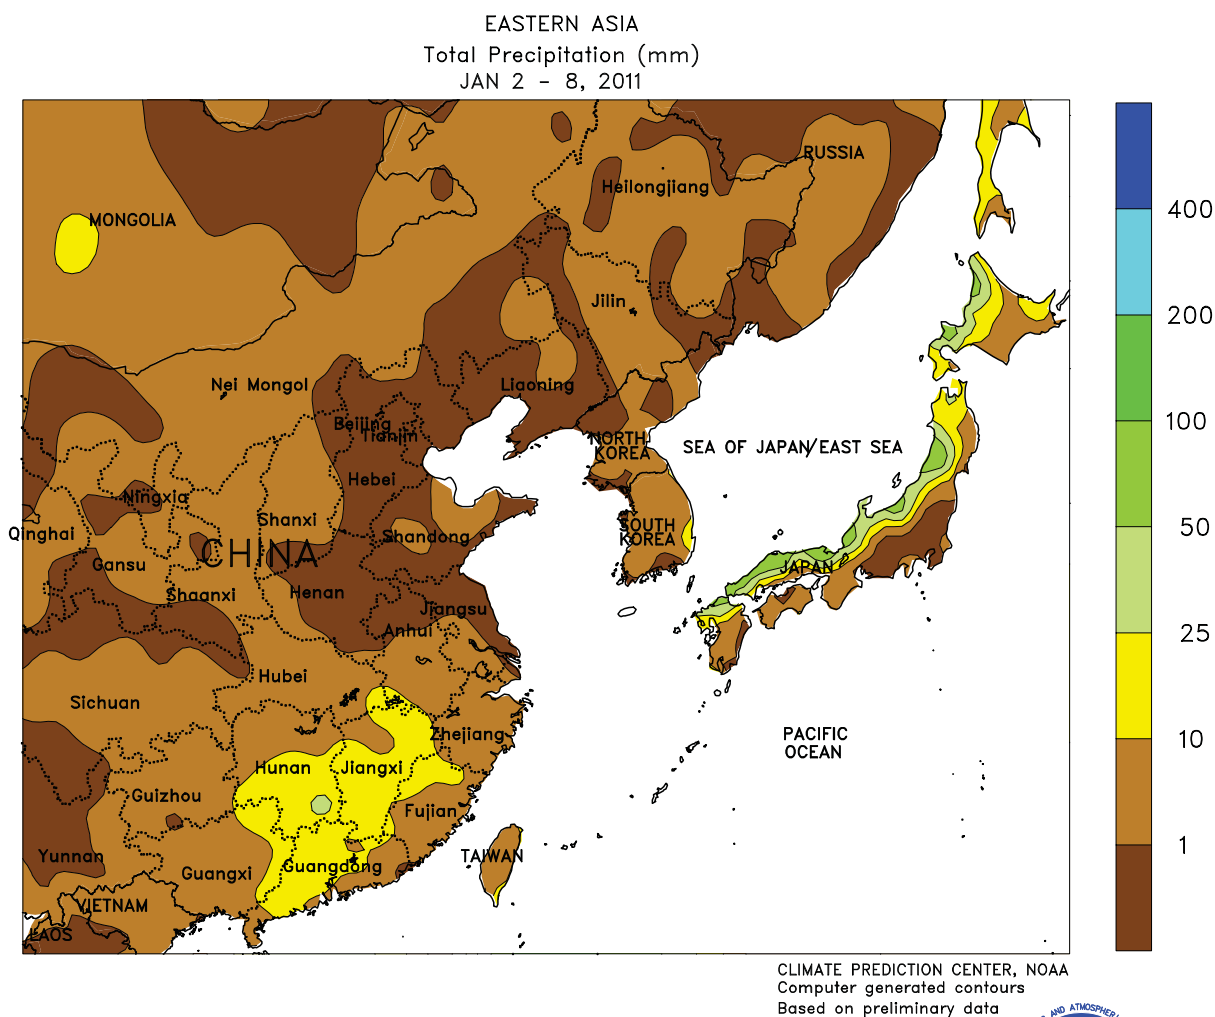 EASTERN ASIA
Total Precipitation (mm)
JAN 2 - 8, 2011
RUSSIA
Heilongjiang
400
MONGOLIA
Jilin
200
Nei Mongol
Liaoning
Beijing
Tianjin
100
NORTH
KOREA
SEA OF JAPAN/EAST SEA
Hebei
Ningxia
Shanxi
SOUTH
KOREA
50
Qinghai
Shandong
CHINA
Gansu
JAPAN
Shaanxi
Henan
Jiangsu
Anhui
25
Hubei
Sichuan
Zhejiang
PACIFIC
OCEAN
10
Hunan
Jiangxi
Guizhou
Fujian
1
Yunnan
Guangxi
Guangdong
TAIWAN
VIETNAM
LAOS
CLIMATE PREDICTION CENTER, NOAA
Computer generated contours
Based on preliminary data
AND ATMOSPHER